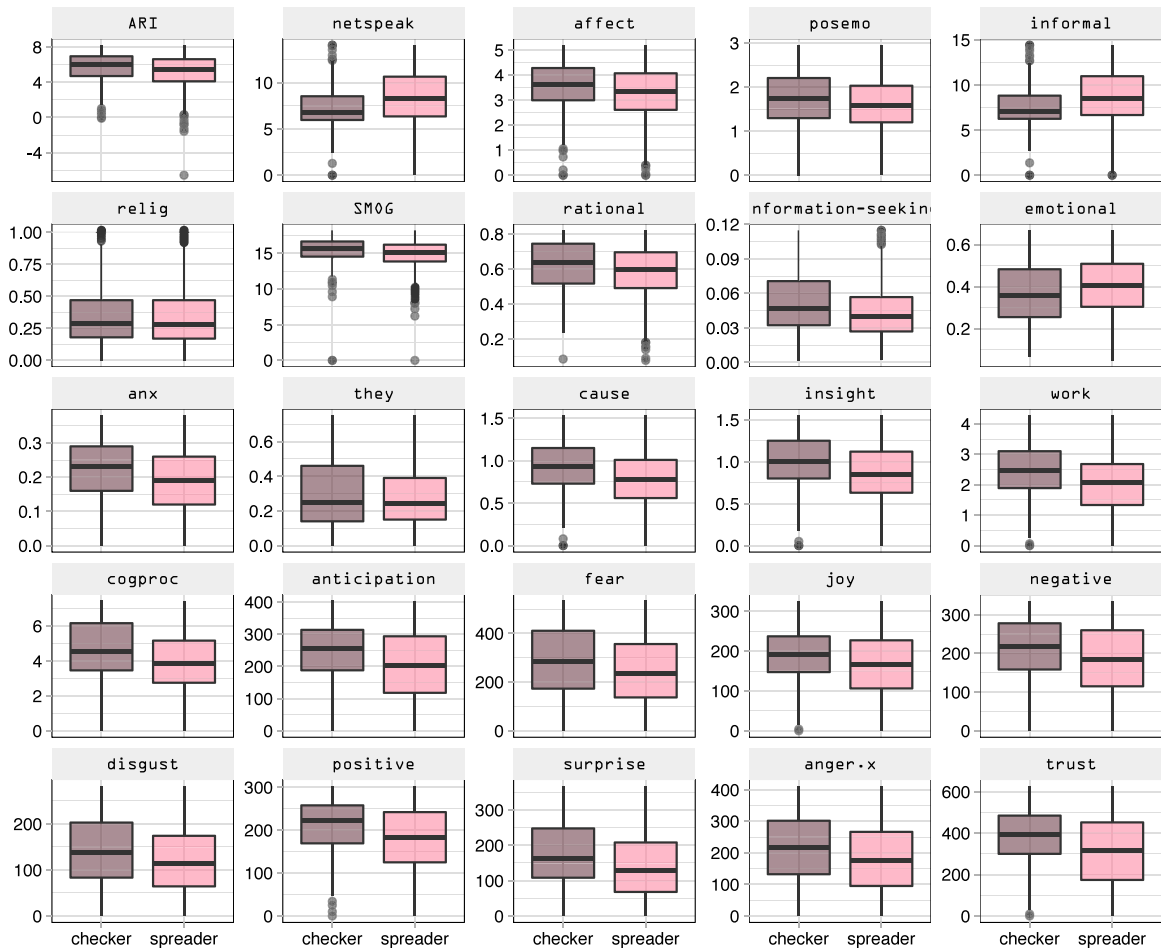 ARI netspeak affect posemo informal
8 4 0 -4
10 5 0
5 4 3 2 1 0
3 2 1 0
15 10 5 0
relig SMOG rational nformation-seekin emotional
1.00 0.75 0.50 0.25 0.00
15 10 5 0
0.8 0.6 0.4 0.2
0.12 0.09 0.06 0.03 0.00
0.6 0.4 0.2
anx they cause insight work
0.3 0.2 0.1 0.0
0.6 0.4 0.2 0.0
1.5 1.0 0.5 0.0
1.5 1.0 0.5 0.0
4 3 2 1 0
cogproc anticipation fear joy negative
6 4 2 0
400 300 200 100 0
400 200 0
300 200 100 0
300 200 100 0
disgust positive surprise anger.x trust
200 100 0
300 200 100 0
300 200 100 0
400 300 200 100 0
600 400 200 0
checker spreader checker spreader checker spreader checker spreader checker spreader